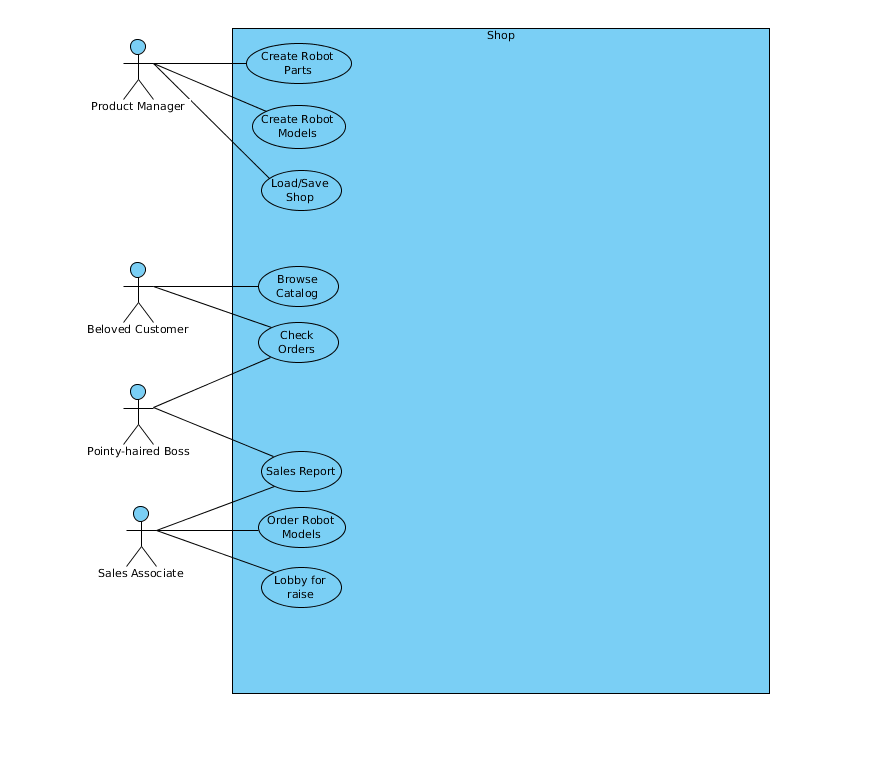 Shop
Create Robot
Parts
Product Manager
Create Robot
Models
Load/Save
Shop
Browse
Catalog
Beloved Customer
Check
Orders
Pointy-haired Boss
Sales Report
Order Robot
Models
Sales Associate
Lobby for
raise